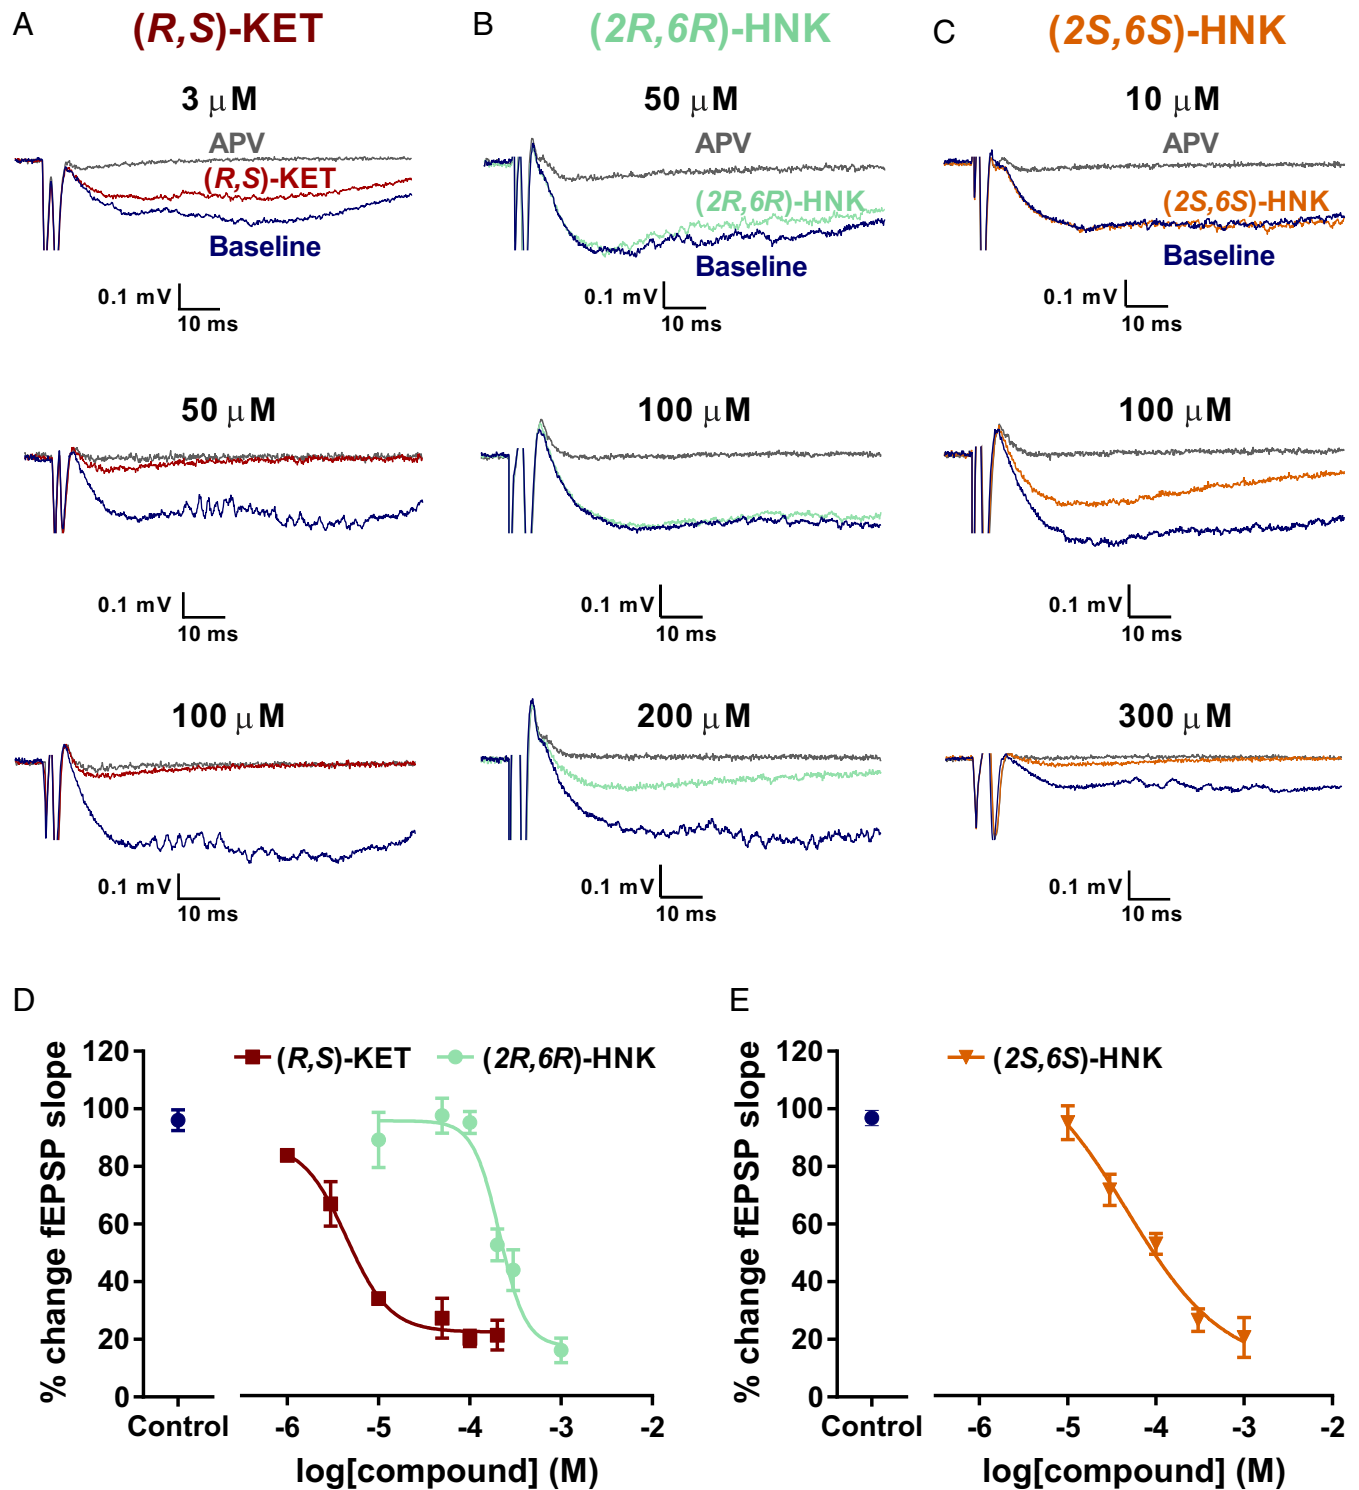 A (R,S)-KET B (2R,6R)-HNK C (2S,6S)-HNK
3 μM 50 μM 10 μM
APV APV APV
(R,S)-KET (2R,6R)-HNK (2S,6S)-HNK
Baseline Baseline Baseline
0.1 mV 0.1 mV 0.1 mV
10 ms 10 ms 10 ms
50 μM 100 μM 100 μM
0.1 mV 0.1 mV 0.1 mV
10 ms 10 ms 10 ms
100 μM 200 μM 300 μM
0.1 mV 0.1 mV 0.1 mV
10 ms 10 ms 10 ms
D
% change fEPSP slope
120
100
80
60
40
20
0
(R,S)-KET (2R,6R)-HNK
Control -6 -5 -4 -3 -2
log[compound] (M)
E
% change fEPSP slope
120
100
80
60
40
20
0
(2S,6S)-HNK
Control -6 -5 -4 -3 -2
log[compound] (M)